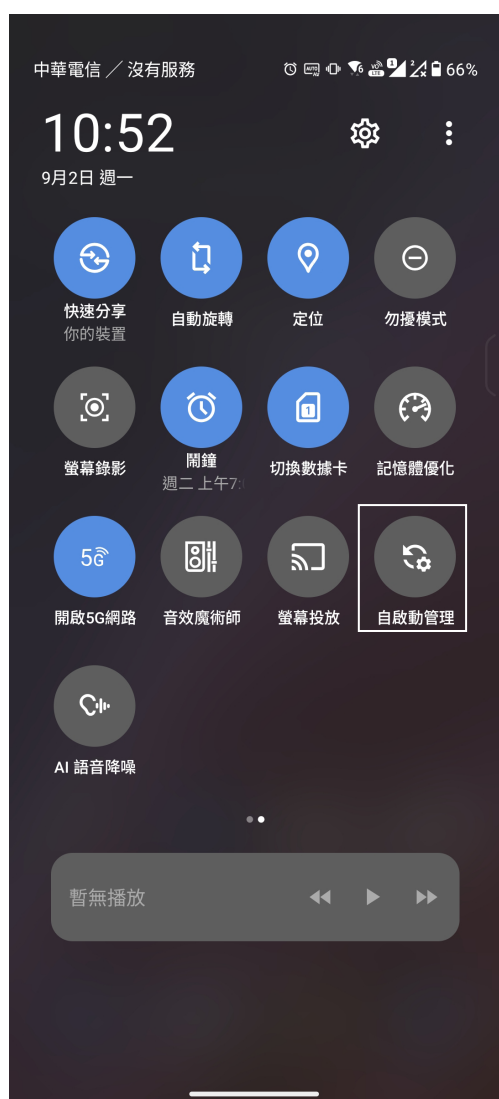 中華電信 ／ 沒有服務
66%
10:52
9月2日 週一
快速分享
你的裝置
自動旋轉
定位
勿擾模式
螢幕錄影
鬧鐘
週二 上午7:
切換數據卡
1
記憶體優化
5G
開啟5G網路
音效魔術師
螢幕投放
自啟動管理
AI 語音降噪
暫無播放